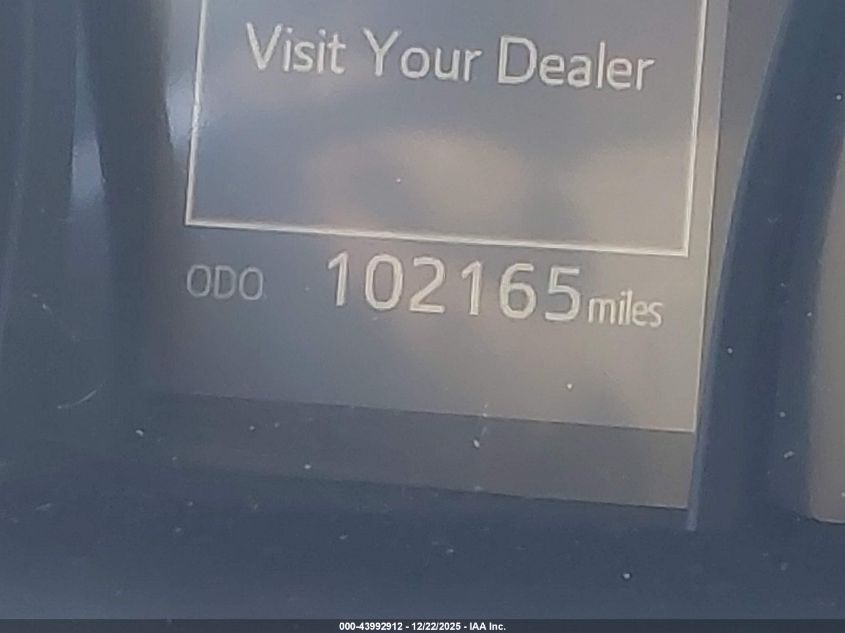 Visit Your Dealer
ODO 102165 miles
000-43992912 - 12/22/2025 - IAA Inc.